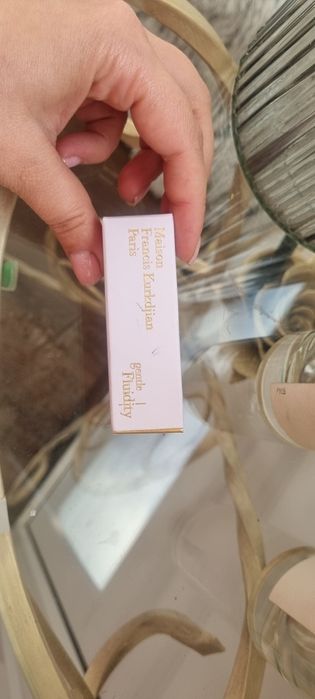 Maison
Francis Kurkdjian
Paris
gentle
Fluidity